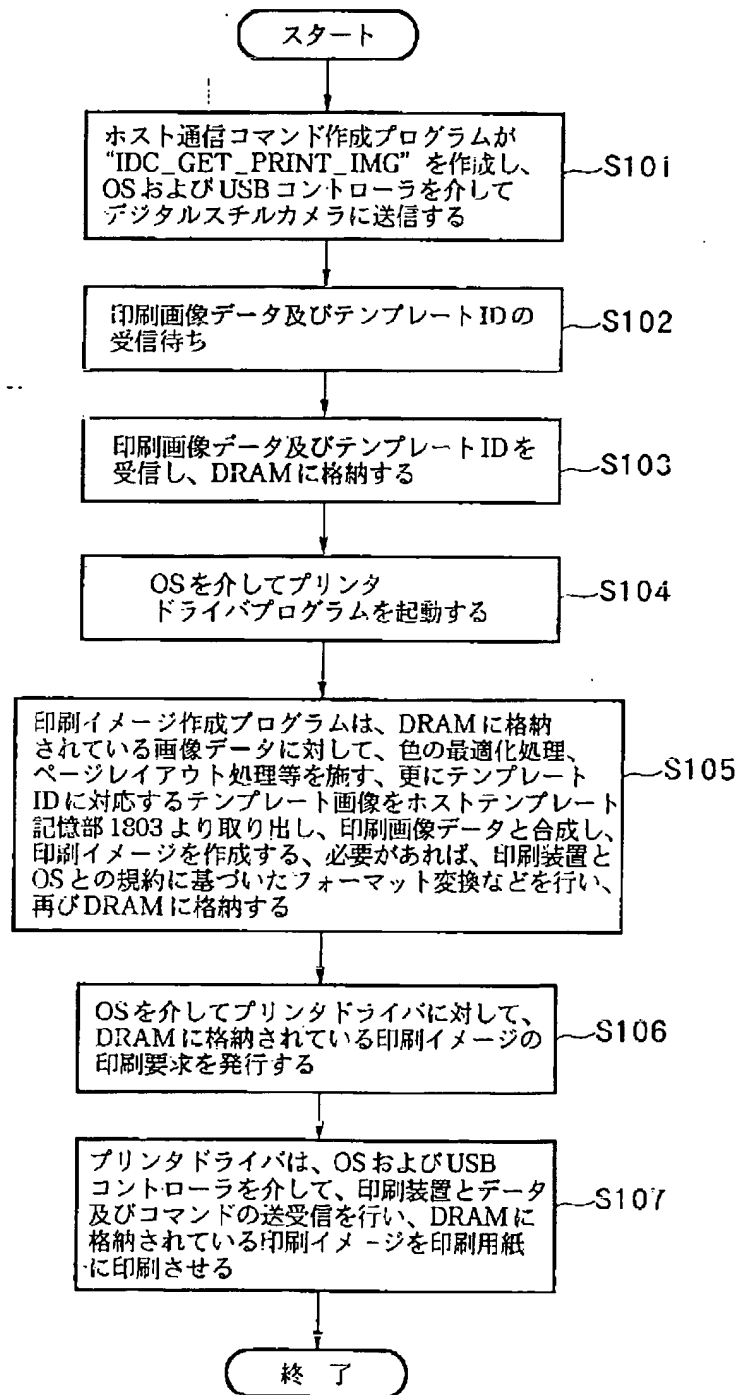 スタート
ホスト通信コマンド作成プログラムが
“IDC_GET_PRINT_IMG”を作成し、
OSおよびUSBコントローラを介して
デジタルスチルカメラに送信する
S101
印刷画像データ及びテンプレートIDの
受信待ち
S102
印刷画像データ及びテンプレートIDを
受信し、DRAMに格納する
S103
OSを介してプリンタ
ドライバプログラムを起動する
S104
印刷イメージ作成プログラムは、DRAMに格納
されている画像データに対して、色の最適化処理、
ページレイアウト処理等を施す、更にテンプレート
IDに対応するテンプレート画像をホストテンプレート
記憶部1803より取り出し、印刷画像データと合成し、
印刷イメージを作成する、必要があれば、印刷装置と
OSとの規約に基づいたフォーマット変換などを行い、
再びDRAMに格納する
S105
OSを介してプリンタドライバに対して、
DRAMに格納されている印刷イメージの
印刷要求を発行する
S106
プリンタドライバは、OSおよびUSB
コントローラを介して、印刷装置とデータ
及びコマンドの送受信を行い、DRAMに
格納されている印刷イメージを印刷用紙
に印刷させる
S107
終 了